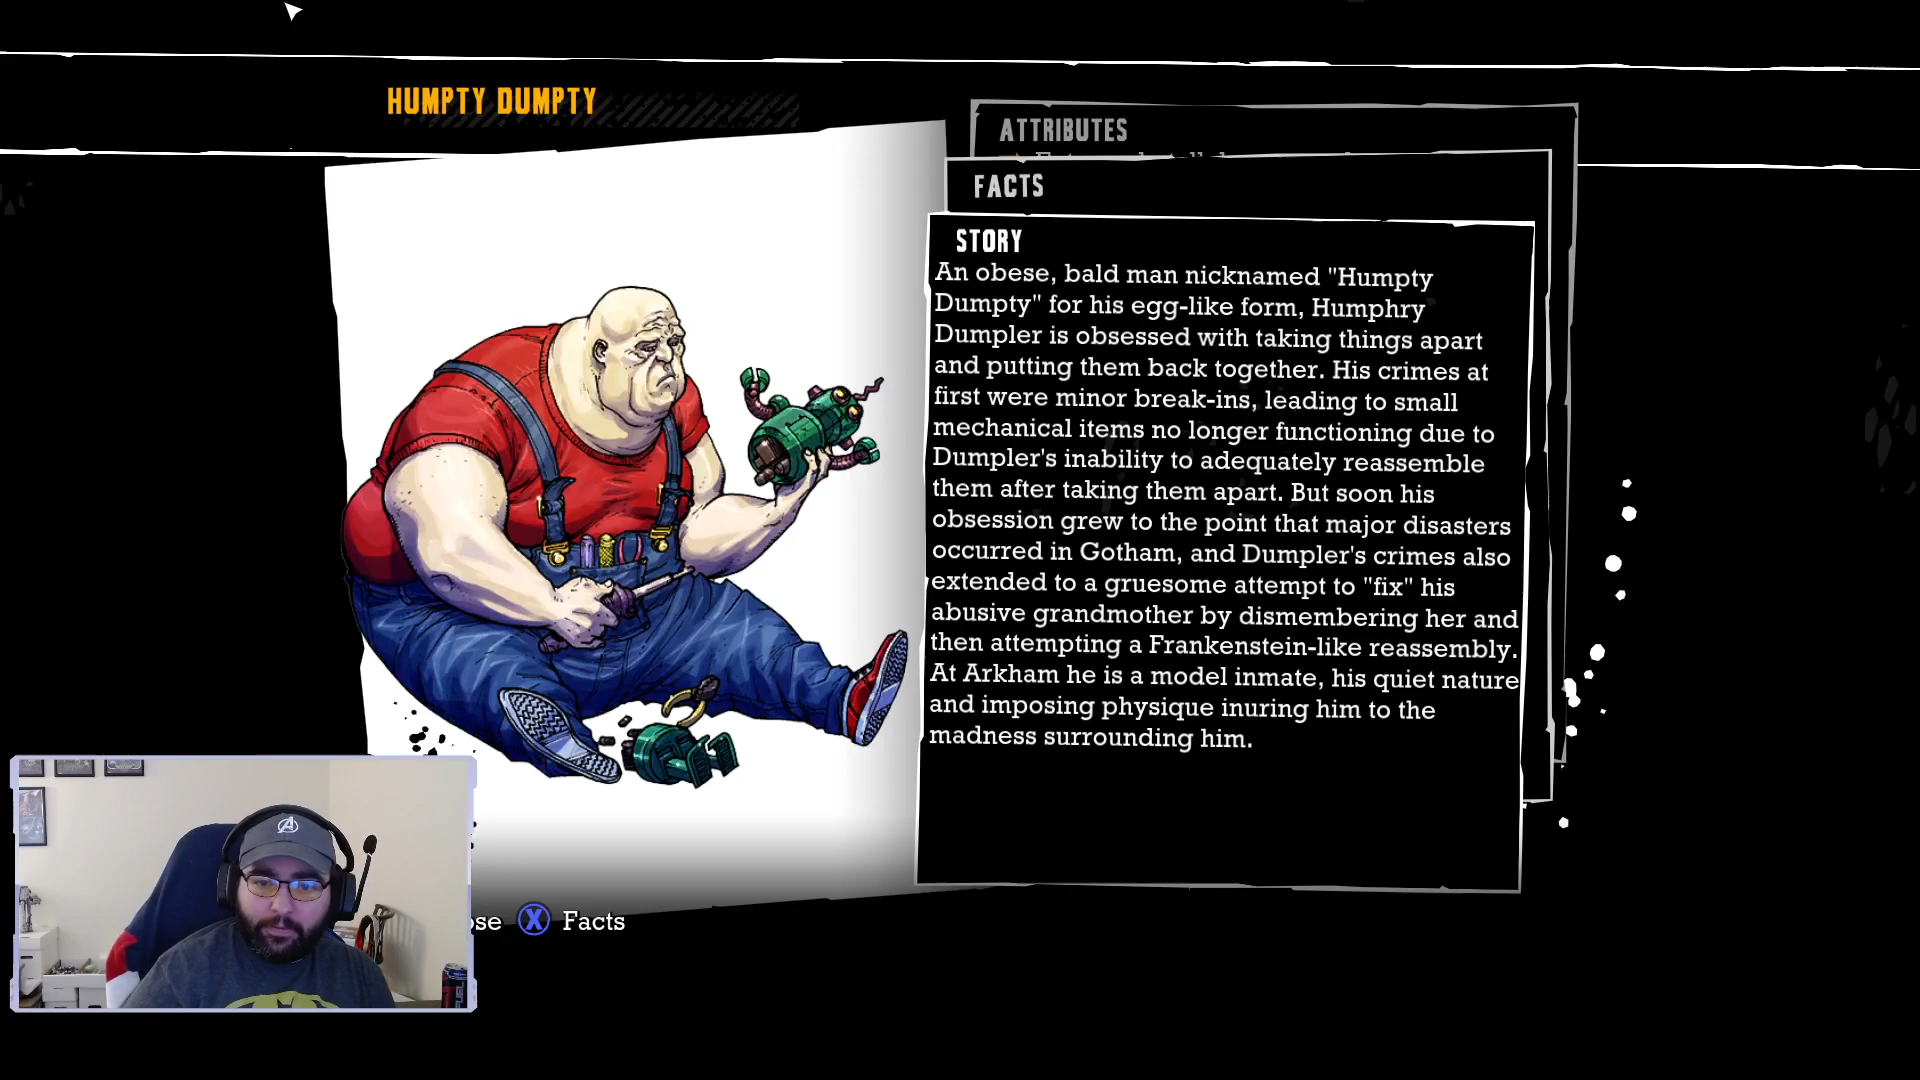 HUMPTY DUMPTY
ATTRIBUTES
FACTS
STORY
An obese, bald man nicknamed "Humpty
Dumpty" for his egg-like form, Humphry
Dumpler is obsessed with taking things apart
and putting them back together. His crimes at
first were minor break-ins, leading to small
mechanical items no longer functioning due to
Dumpler's inability to adequately reassemble
them after taking them apart. But soon his
obsession grew to the point that major disasters
occurred in Gotham, and Dumpler's crimes also
extended to a gruesome attempt to "fix" his
abusive grandmother by dismembering her and
then attempting a Frankenstein-like reassembly.
At Arkham he is a model inmate, his quiet nature
and imposing physique inuring him to the
madness surrounding him.
X Facts